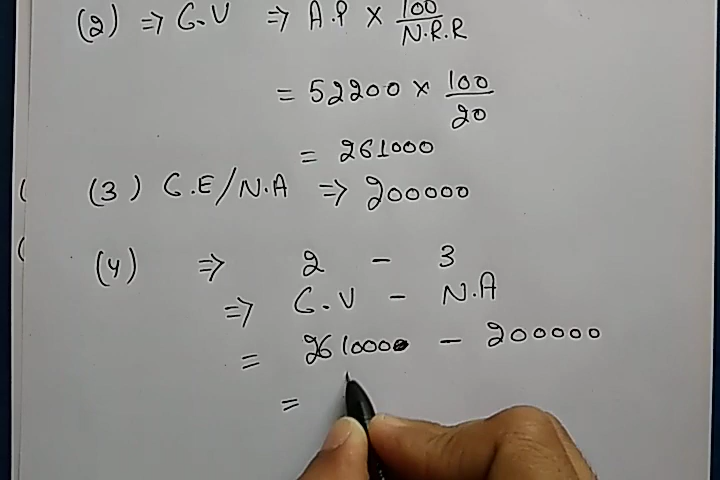 (2) ⇒ C.V ⇒ A.P × 100/N.R.R
= 52200 × 100/20
= 261000
(3) C.E/N.A ⇒ 200000
(4) ⇒ 2 - 3
⇒ C.V - N.A
= 261000 - 200000
=